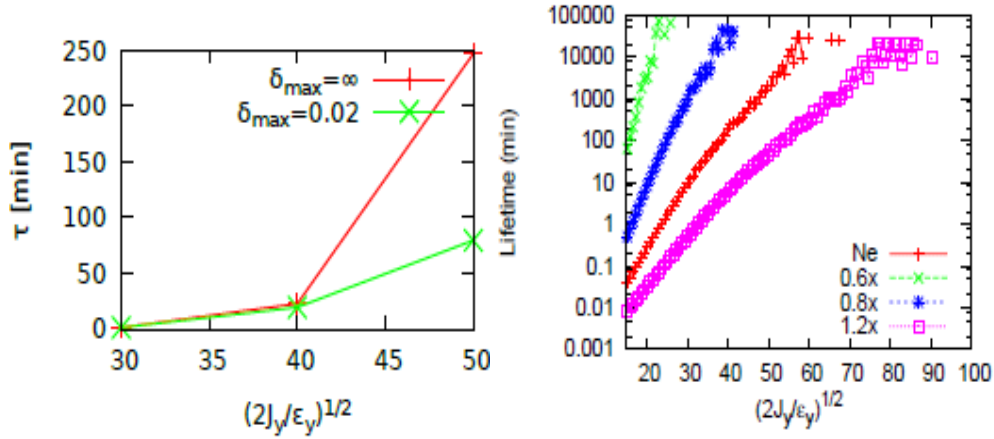 250
200
150
100
50
0
τ [min]
δmax=∞
δmax=0.02
30 35 40 45 50
(2Jy/εy)1/2
100000
10000
1000
100
10
1
0.1
0.01
0.001
Lifetime (min)
Ne
0.6x
0.8x
1.2x
20 30 40 50 60 70 80 90 100
(2Jy/εy)1/2